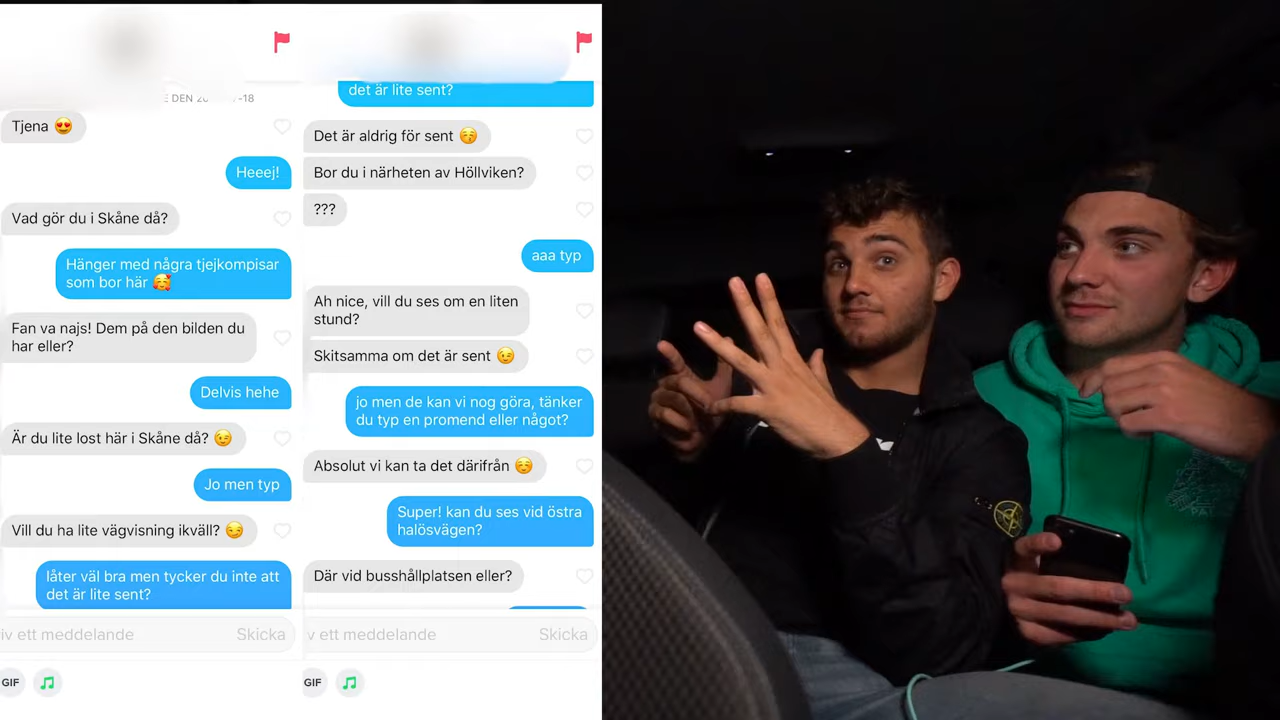 E DEN 20 -18
Tjena 😍
Heeej!
Vad gör du i Skåne då?
Hänger med några tjejkompisar
som bor här 🥰
Fan va najs! Dem på den bilden du
har eller?
Delvis hehe
Är du lite lost här i Skåne då? 😉
Jo men typ
Vill du ha lite vägvisning ikväll? 😏
låter väl bra men tycker du inte att
det är lite sent?
iv ett meddelande
Skicka
GIF
det är lite sent?
Det är aldrig för sent 😚
Bor du i närheten av Höllviken?
???
aaa typ
Ah nice, vill du ses om en liten
stund?
Skitsamma om det är sent 😉
jo men de kan vi nog göra, tänker
du typ en promend eller något?
Absolut vi kan ta det därifrån ☺️
Super! kan du ses vid östra
halösvägen?
Där vid busshållplatsen eller?
v ett meddelande
Skicka
GIF